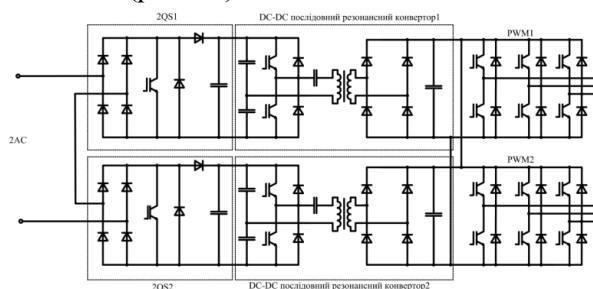 2QS1
DC-DC послідовний резонансний конвертор1
PWM1
2AC
PWM2
2QS2
DC-DC послідовний резонансний конвертор2